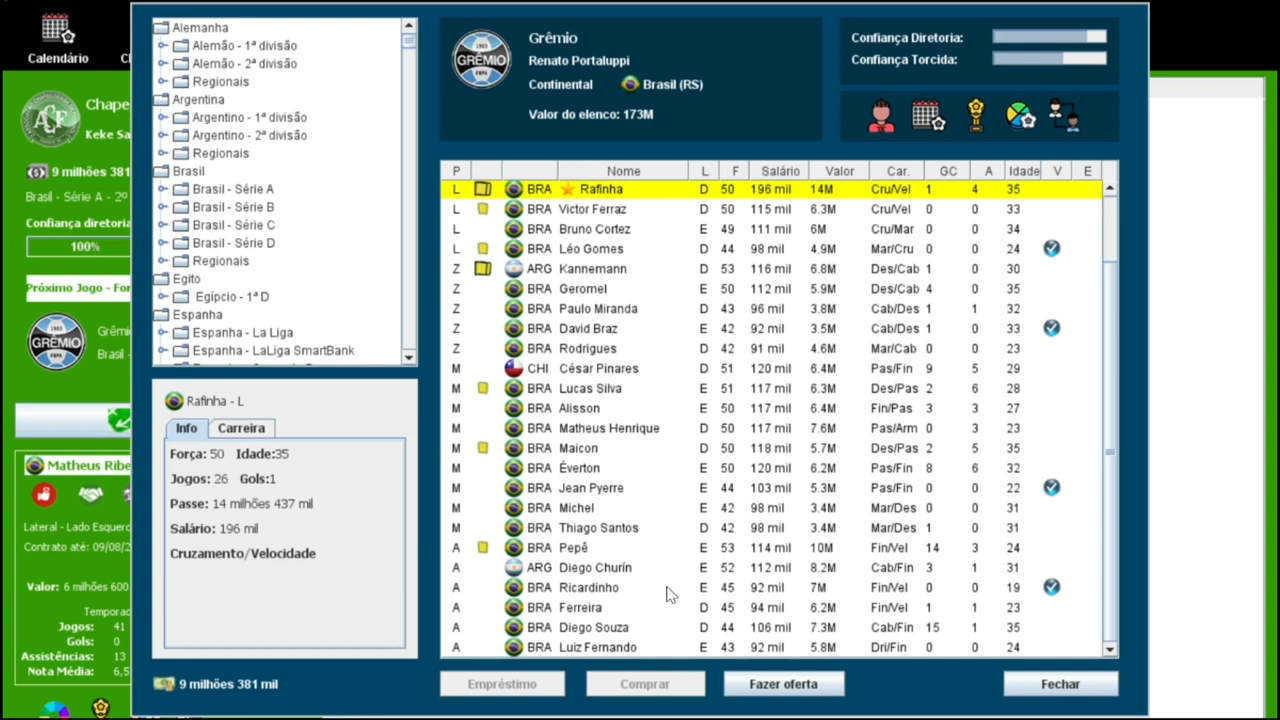 Calendário
Chape
Keke Sa
9 milhões 381
Brasil - Série A - 2º
Confiança diretoria
100%
Próximo Jogo - For
GRÊMIO
Grêmi
Brasil -
Matheus Ribe
Lateral - Lado Esquerdo
Contrato até: 09/08/2
Valor: 6 milhões 600
Temporad
Jogos: 41
Gols: 0
Assistências: 13
Nota Média: 6,5
Alemanha
Alemão - 1ª divisão
Alemão - 2ª divisão
Regionais
Argentina
Argentino - 1ª divisão
Argentino - 2ª divisão
Regionais
Brasil
Brasil - Série A
Brasil - Série B
Brasil - Série C
Brasil - Série D
Regionais
Egito
Egípcio - 1ª D
Espanha
Espanha - La Liga
Espanha - LaLiga SmartBank
Rafinha - L
Info Carreira
Força: 50 Idade:35
Jogos: 26 Gols:1
Passe: 14 milhões 437 mil
Salário: 196 mil
Cruzamento/Velocidade
9 milhões 381 mil
1903
GRÊMIO
FBPA
Grêmio
Renato Portaluppi
Continental Brasil (RS)
Valor do elenco: 173M
Confiança Diretoria:
Confiança Torcida:
P Nome L F Salário Valor Car. GC A Idade V E
L BRA Rafinha D 50 196 mil 14M Cru/Vel 1 4 35
L BRA Victor Ferraz D 50 115 mil 6.3M Cru/Vel 0 0 33
L BRA Bruno Cortez E 49 111 mil 6M Cru/Mar 0 0 34
L BRA Léo Gomes D 44 98 mil 4.9M Mar/Cru 0 0 24
Z ARG Kannemann D 53 116 mil 6.8M Des/Cab 1 0 30
Z BRA Geromel E 50 112 mil 5.9M Des/Cab 4 0 35
Z BRA Paulo Miranda D 43 96 mil 3.8M Cab/Des 1 1 32
Z BRA David Braz E 42 92 mil 3.5M Cab/Des 1 0 33
Z BRA Rodrigues D 42 91 mil 4.6M Mar/Cab 0 0 23
M CHI César Pinares D 51 120 mil 6.4M Pas/Fin 9 5 29
M BRA Lucas Silva E 51 117 mil 6.3M Des/Pas 2 6 28
M BRA Alisson E 50 117 mil 6.4M Fin/Pas 3 3 27
M BRA Matheus Henrique D 50 117 mil 7.6M Pas/Arm 0 3 23
M BRA Maicon D 50 118 mil 5.7M Des/Pas 2 5 35
M BRA Éverton E 50 120 mil 6.2M Pas/Fin 8 6 32
M BRA Jean Pyerre E 44 103 mil 5.3M Pas/Fin 0 0 22
M BRA Michel E 42 98 mil 3.4M Mar/Des 0 0 31
M BRA Thiago Santos D 42 98 mil 3.4M Mar/Des 1 0 31
A BRA Pepê E 53 114 mil 10M Fin/Vel 14 3 24
A ARG Diego Churín E 52 112 mil 8.2M Cab/Fin 3 1 31
A BRA Ricardinho E 45 92 mil 7M Fin/Vel 0 0 19
A BRA Ferreira D 45 94 mil 6.2M Fin/Vel 1 1 23
A BRA Diego Souza D 44 106 mil 7.3M Cab/Fin 15 1 35
A BRA Luiz Fernando E 43 92 mil 5.8M Dri/Fin 0 0 24
Empréstimo Comprar Fazer oferta Fechar